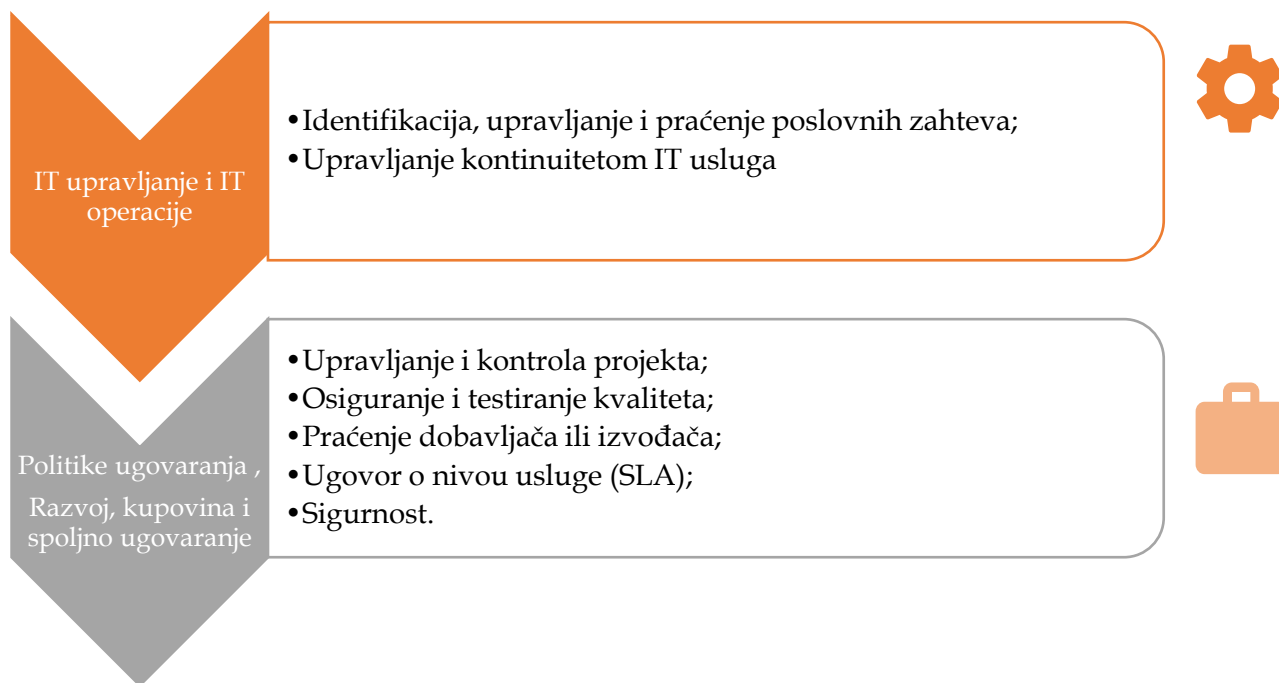 IT upravljanje i IT
operacije
•Identifikacija, upravljanje i praćenje poslovnih zahteva;
•Upravljanje kontinuitetom IT usluga
Politike ugovaranja ,
Razvoj, kupovina i
spoljno ugovaranje
•Upravljanje i kontrola projekta;
•Osiguranje i testiranje kvaliteta;
•Praćenje dobavljača ili izvođača;
•Ugovor o nivou usluge (SLA);
•Sigurnost.